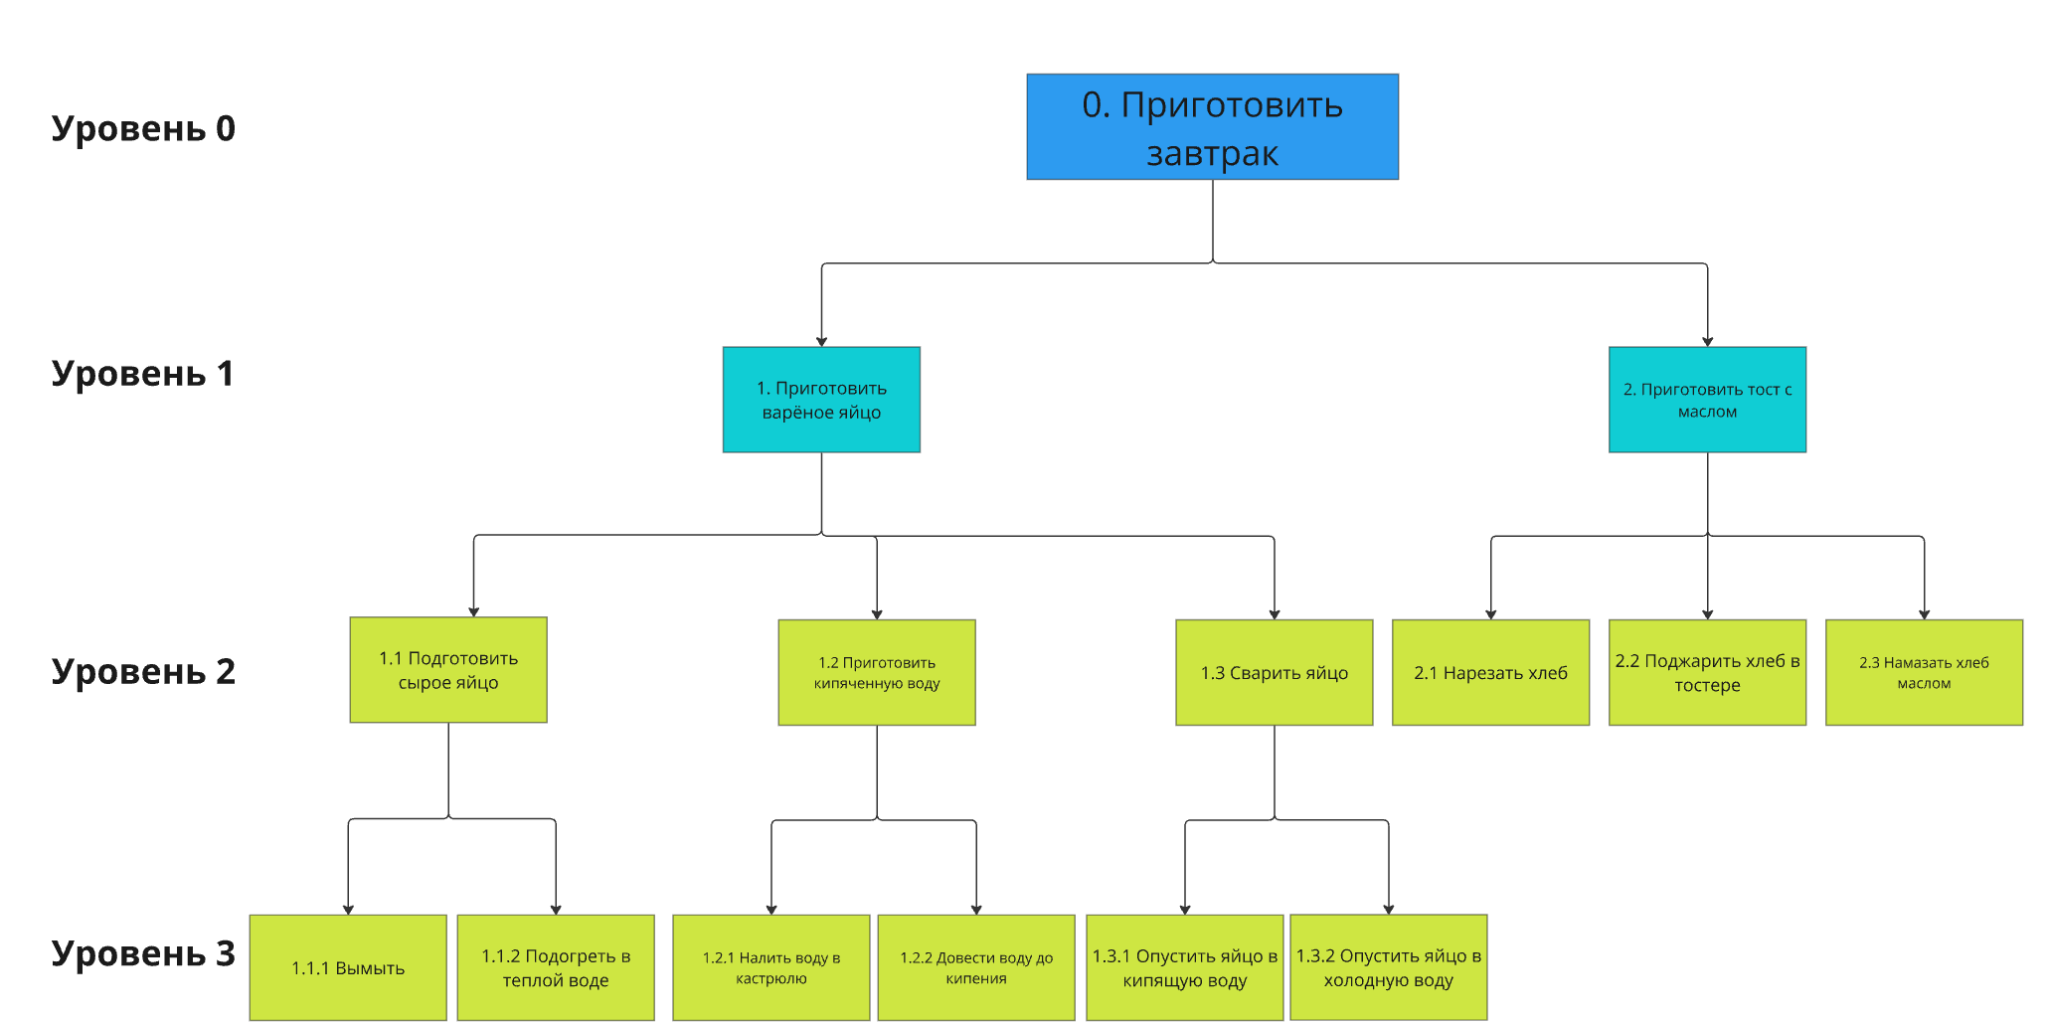 Уровень 0
0. Приготовить
завтрак
Уровень 1
1. Приготовить
варёное яйцо
2. Приготовить тост с
маслом
Уровень 2
1.1 Подготовить
сырое яйцо
1.2 Приготовить
кипяченную воду
1.3 Сварить яйцо
2.1 Нарезать хлеб
2.2 Поджарить хлеб в
тостере
2.3 Намазать хлеб
маслом
Уровень 3
1.1.1 Вымыть
1.1.2 Подогреть в
теплой воде
1.2.1 Налить воду в
кастрюлю
1.2.2 Довести воду до
кипения
1.3.1 Опустить яйцо в
кипящую воду
1.3.2 Опустить яйцо в
холодную воду